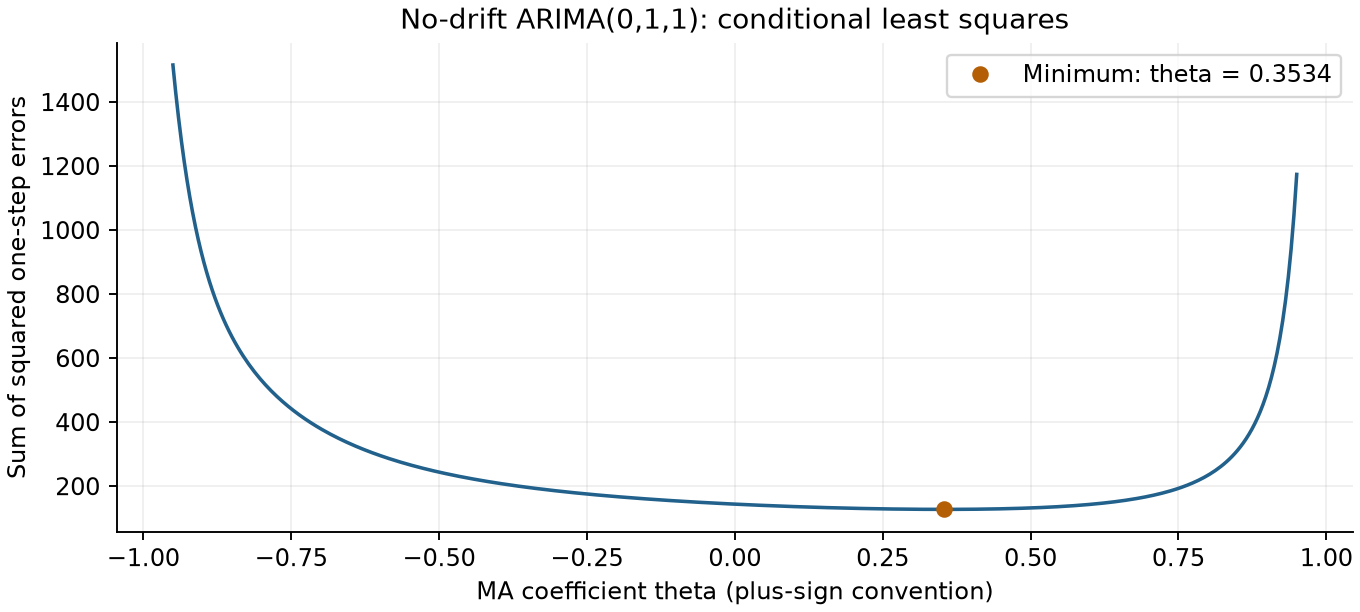 No-drift ARIMA(0,1,1): conditional least squares
Minimum: theta = 0.3534
Sum of squared one-step errors
1400
1200
1000
800
600
400
200
−1.00 −0.75 −0.50 −0.25 0.00 0.25 0.50 0.75 1.00
MA coefficient theta (plus-sign convention)